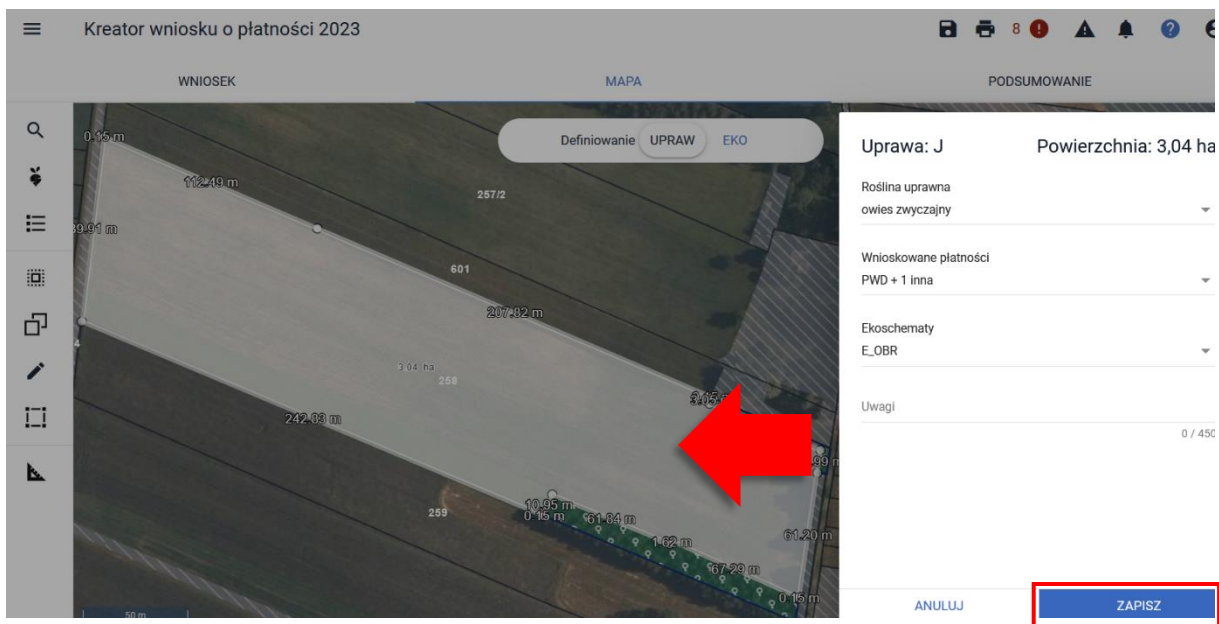 Kreator wniosku o płatności 2023
8
WNIOSEK
MAPA
PODSUMOWANIE
Definiowanie UPRAW EKO
0.15 m
112.49 m
257/2
601
207.82 m
3.04 ha
258
242.83 m
259
10.95 m
0.15 m
61.84 m
1.62 m
67.29 m
61.20 m
0.15 m
50 m
Uprawa: J
Powierzchnia: 3,04 ha
Roślina uprawna
owies zwyczajny
Wnioskowane płatności
PWD + 1 inna
Ekoschematy
E_OBR
Uwagi
0 / 450
ANULUJ
ZAPISZ